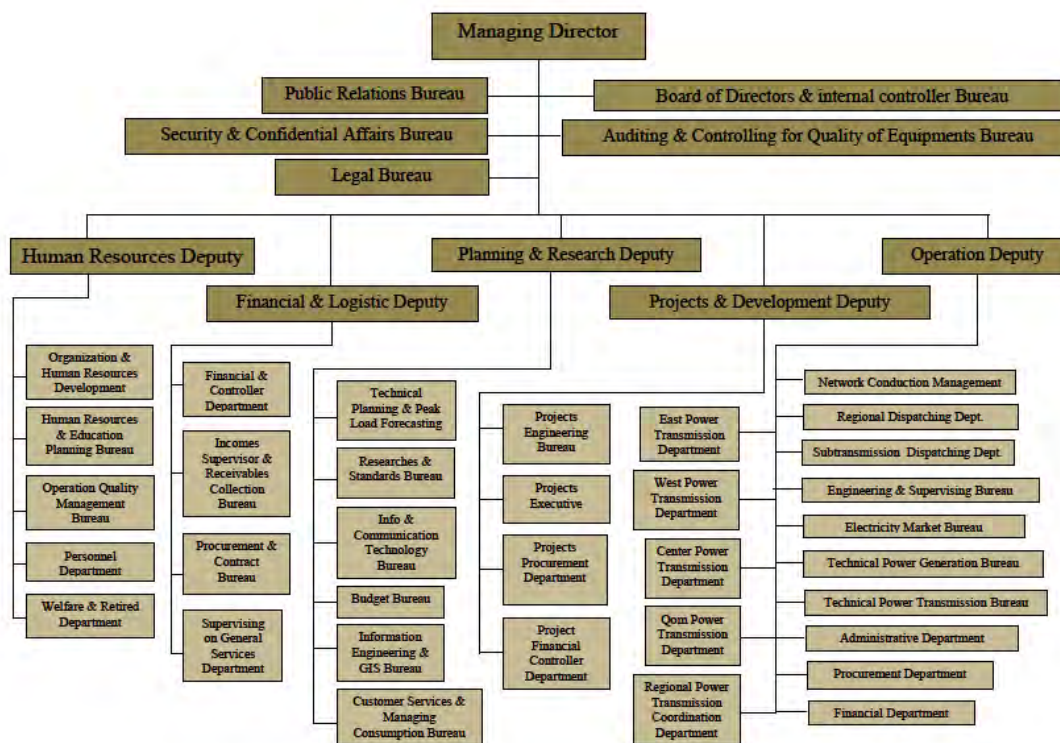 Managing Director
Public Relations Bureau
Board of Directors & internal controller Bureau
Security & Confidential Affairs Bureau
Auditing & Controlling for Quality of Equipments Bureau
Legal Bureau
Human Resources Deputy
Financial & Logistic Deputy
Planning & Research Deputy
Projects & Development Deputy
Operation Deputy
Organization &
Human Resources
Development
Human Resources
& Education
Planning Bureau
Operation Quality
Management
Bureau
Personnel
Department
Welfare & Retired
Department
Financial &
Controller
Department
Incomes
Supervisor &
Receivables
Collection
Bureau
Procurement &
Contract
Bureau
Supervising
on General
Services
Department
Technical
Planning & Peak
Load Forecasting
Researches &
Standards Bureau
Info &
Communication
Technology
Bureau
Budget Bureau
Information
Engineering &
GIS Bureau
Customer Services &
Managing
Consumption Bureau
Projects
Engineering
Bureau
Projects
Executive
Projects
Procurement
Department
Project
Financial
Controller
Department
East Power
Transmission
Department
West Power
Transmission
Department
Center Power
Transmission
Department
Qom Power
Transmission
Department
Regional Power
Transmission
Coordination
Department
Network Conduction Management
Regional Dispatching Dept.
Subtransmission Dispatching Dept.
Engineering & Supervising Bureau
Electricity Market Bureau
Technical Power Generation Bureau
Technical Power Transmission Bureau
Administrative Department
Procurement Department
Financial Department